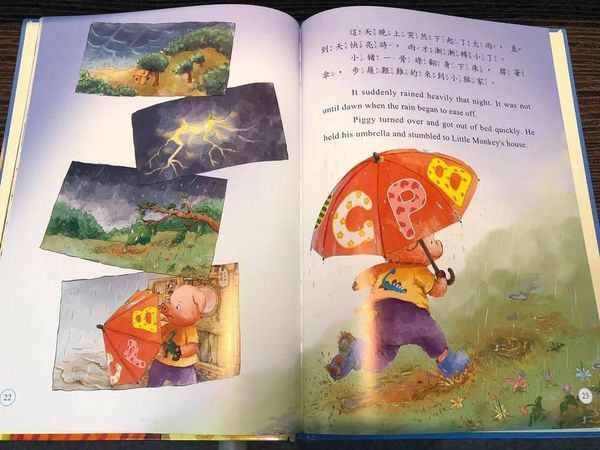 這天晚上突然下起了大雨，直
到天快亮時，雨才漸漸轉小了。
小豬一骨碌翻身下床，撐著
傘，步履艱難的來到小猴家。
It suddenly rained heavily that night. It was not
until dawn when the rain began to ease off.
Piggy turned over and got out of bed quickly. He
held his umbrella and stumbled to Little Monkey's house.
C P B
22
23